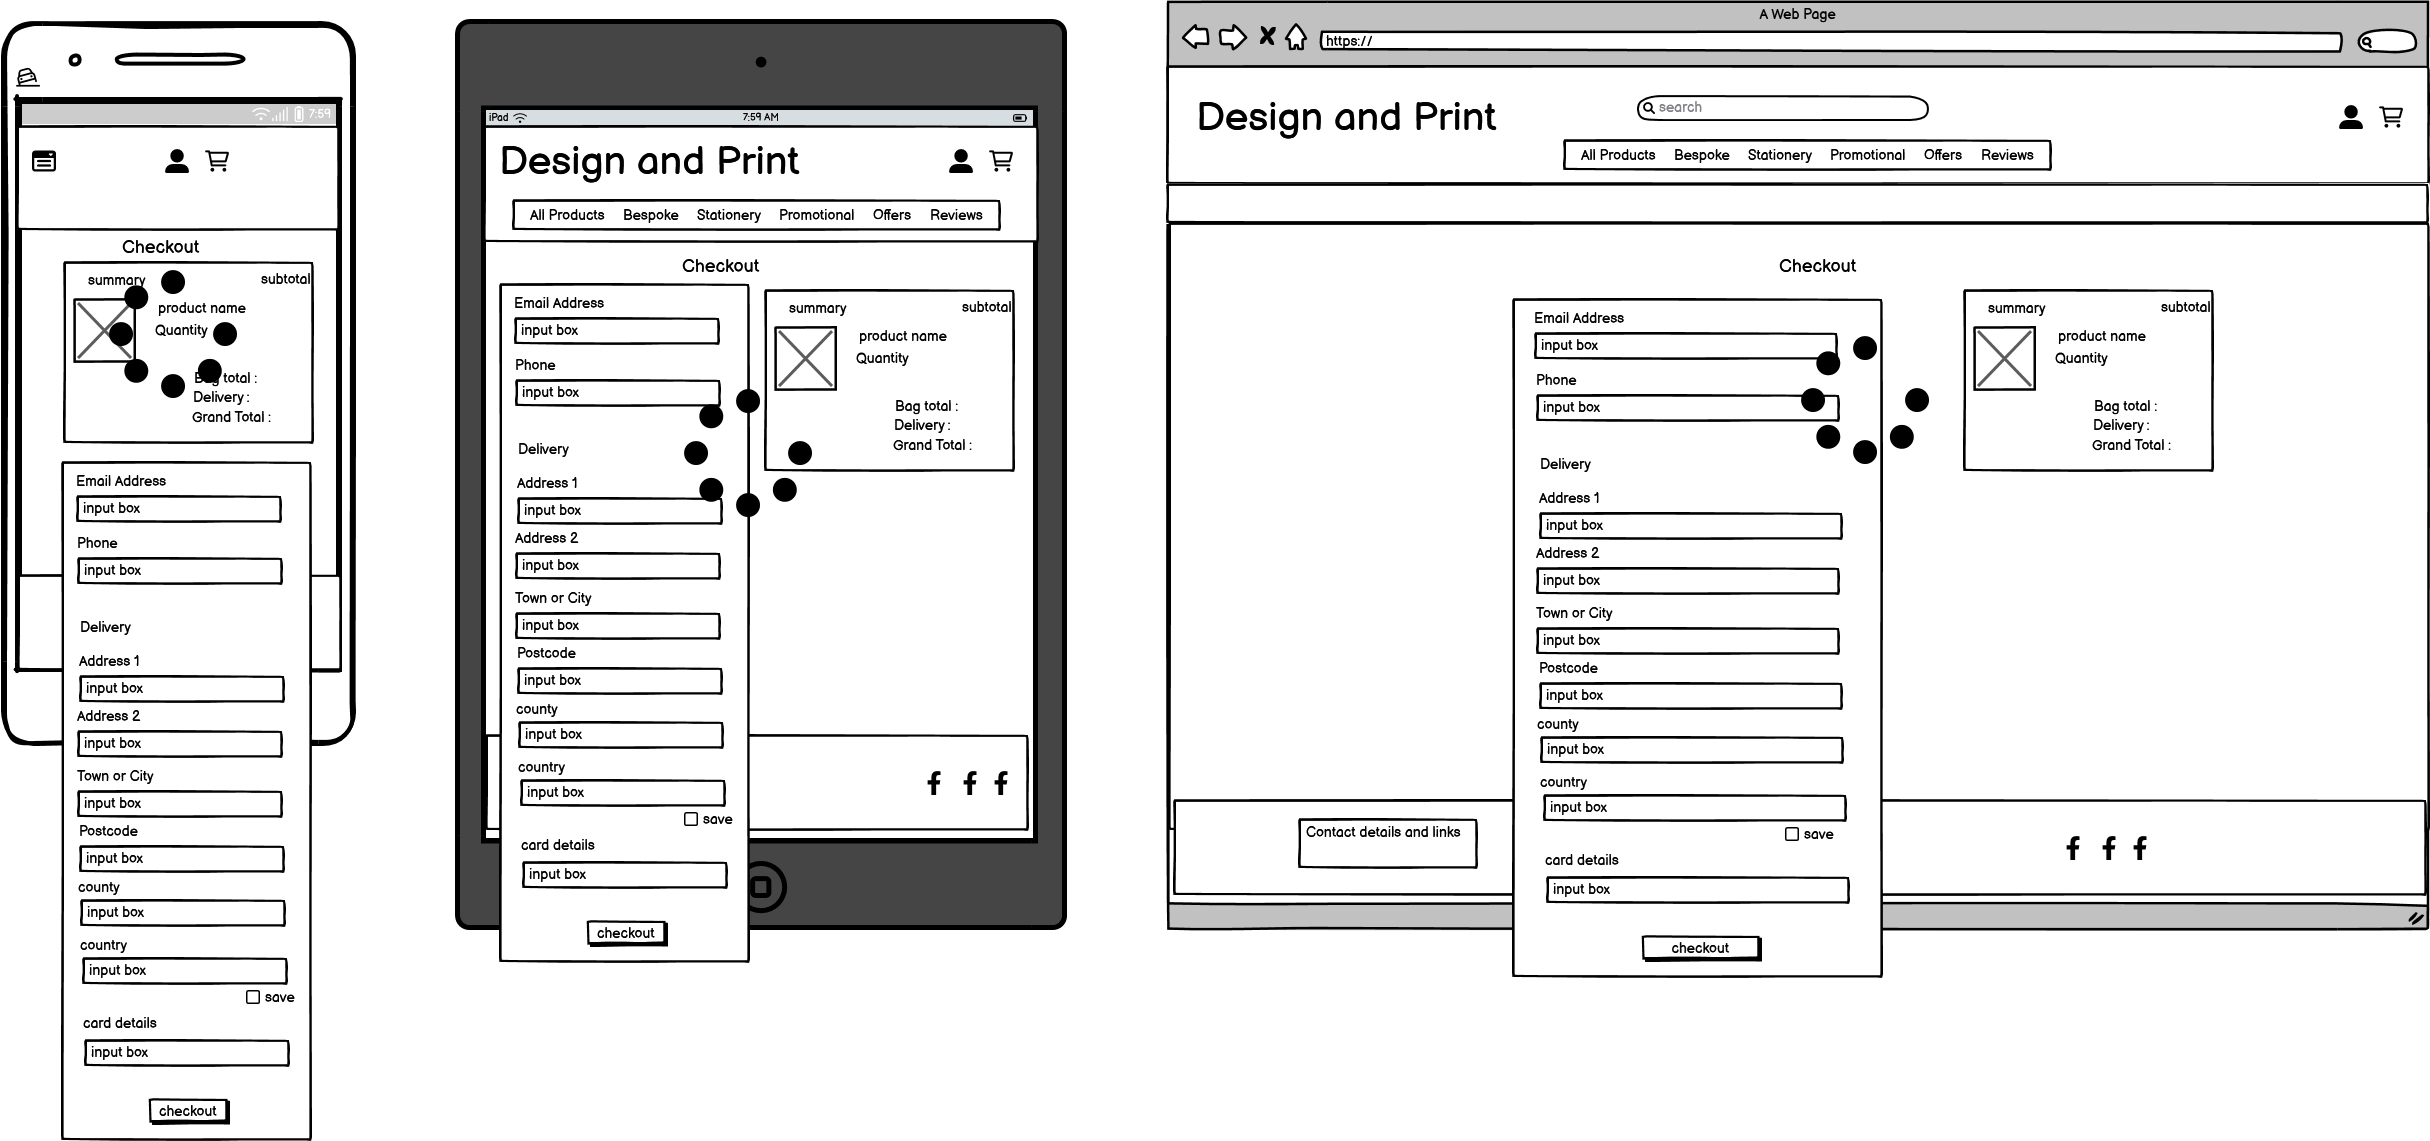 7:59
Checkout
summary subtotal
product name
Quantity
Bag total :
Delivery :
Grand Total :
Email Address
input box
Phone
input box
Delivery
Address 1
input box
Address 2
input box
Town or City
input box
Postcode
input box
county
input box
country
input box
save
card details
input box
checkout
iPad 7:59 AM
Design and Print
All Products Bespoke Stationery Promotional Offers Reviews
Checkout
Email Address
input box
Phone
input box
Delivery
Address 1
input box
Address 2
input box
Town or City
input box
Postcode
input box
county
input box
country
input box
save
card details
input box
checkout
summary subtotal
product name
Quantity
Bag total :
Delivery :
Grand Total :
A Web Page
https://
Design and Print
search
All Products Bespoke Stationery Promotional Offers Reviews
Checkout
Email Address
input box
Phone
input box
Delivery
Address 1
input box
Address 2
input box
Town or City
input box
Postcode
input box
county
input box
country
input box
save
card details
input box
checkout
summary subtotal
product name
Quantity
Bag total :
Delivery :
Grand Total :
Contact details and links